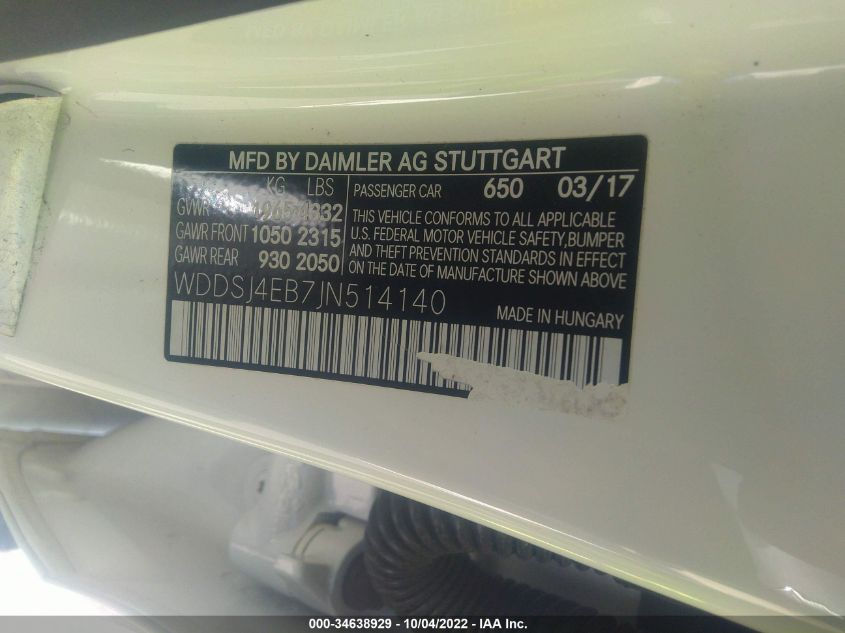 MFD BY DAIMLER AG STUTTGART
KG LBS
GVWR 1965 4332
GAWR FRONT 1050 2315
GAWR REAR 930 2050
PASSENGER CAR 650 03/17
THIS VEHICLE CONFORMS TO ALL APPLICABLE
U.S. FEDERAL MOTOR VEHICLE SAFETY,BUMPER
AND THEFT PREVENTION STANDARDS IN EFFECT
ON THE DATE OF MANUFACTURE SHOWN ABOVE
WDDSJ4EB7JN514140
MADE IN HUNGARY
000-34638929 - 10/04/2022 - IAA Inc.